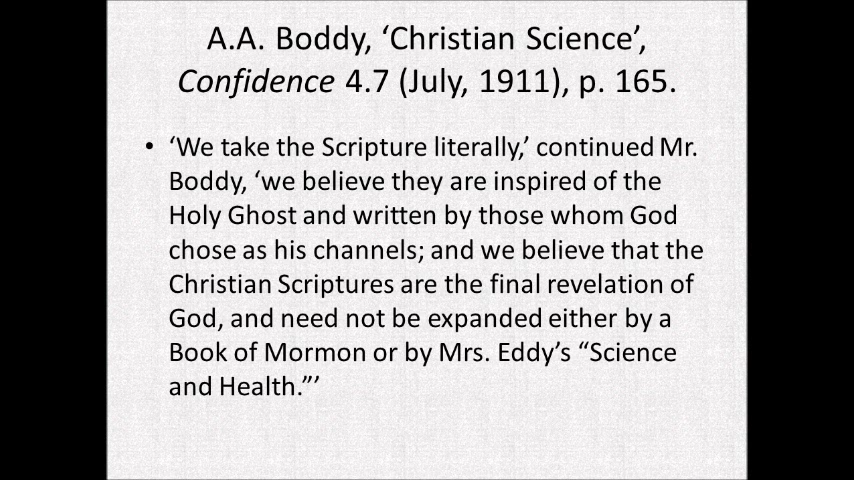 A.A. Boddy, ‘Christian Science’,
Confidence 4.7 (July, 1911), p. 165.
• ‘We take the Scripture literally,’ continued Mr.
Boddy, ‘we believe they are inspired of the
Holy Ghost and written by those whom God
chose as his channels; and we believe that the
Christian Scriptures are the final revelation of
God, and need not be expanded either by a
Book of Mormon or by Mrs. Eddy’s “Science
and Health.”’